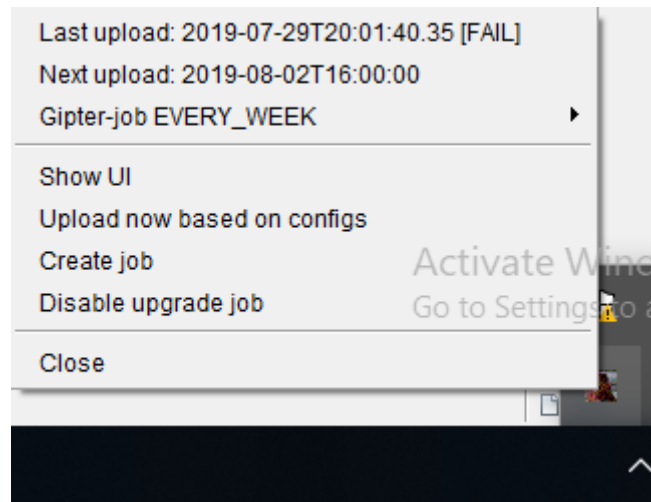 Last upload: 2019-07-29T20:01:40.35 [FAIL]
Next upload: 2019-08-02T16:00:00
Gipter-job EVERY_WEEK
Show UI
Upload now based on configs
Create job
Activate
Disable upgrade job
Go to Settings to
Close